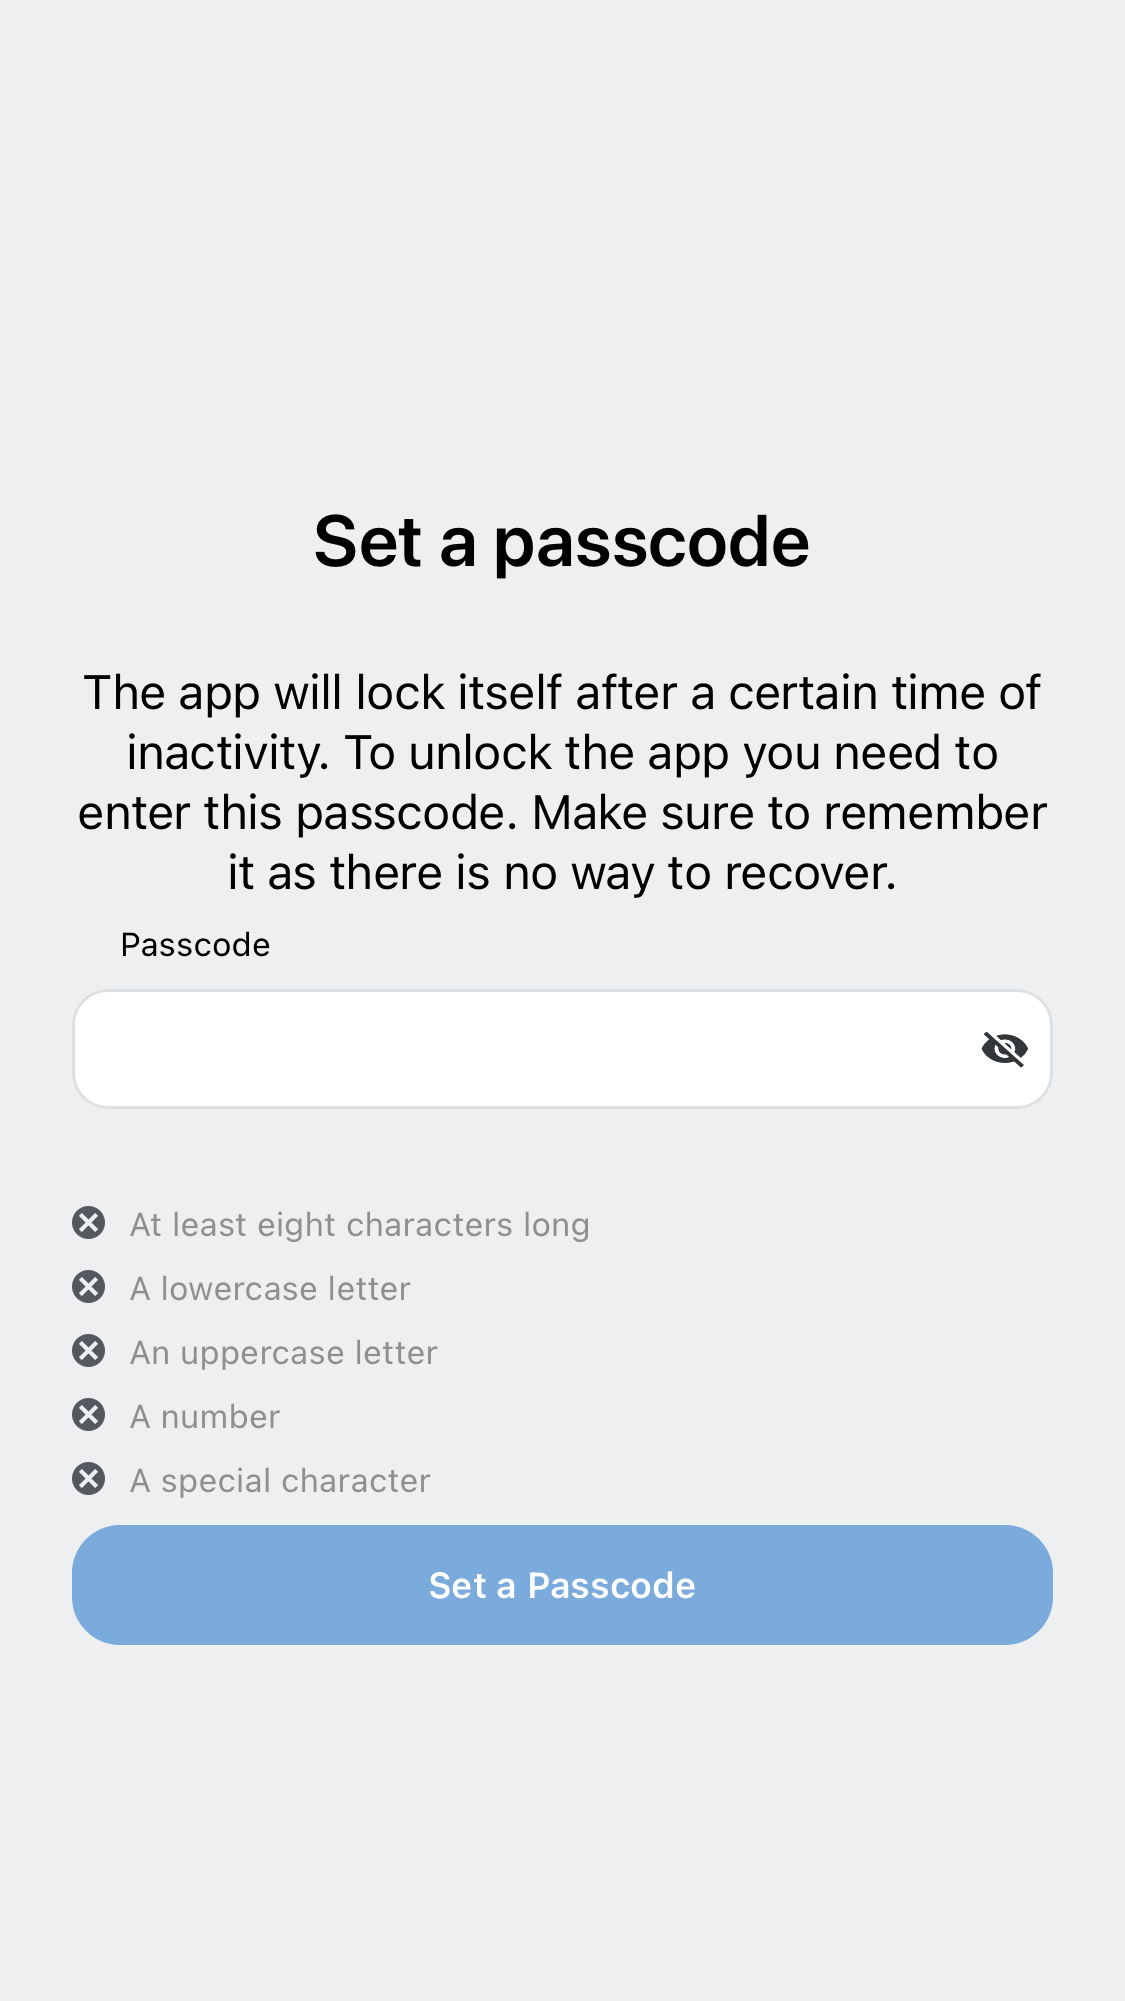 Set a passcode
The app will lock itself after a certain time of
inactivity. To unlock the app you need to
enter this passcode. Make sure to remember
it as there is no way to recover.
Passcode
At least eight characters long
A lowercase letter
An uppercase letter
A number
A special character
Set a Passcode